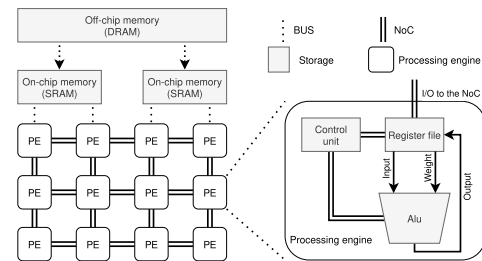 Off-chip memory
(DRAM)
On-chip memory
(SRAM)
On-chip memory
(SRAM)
PE
PE
PE
PE
PE
PE
PE
PE
PE
PE
PE
PE
BUS
NoC
Storage
Processing engine
I/O to the NoC
Control
unit
Register file
Input
Weight
Output
Alu
Processing engine